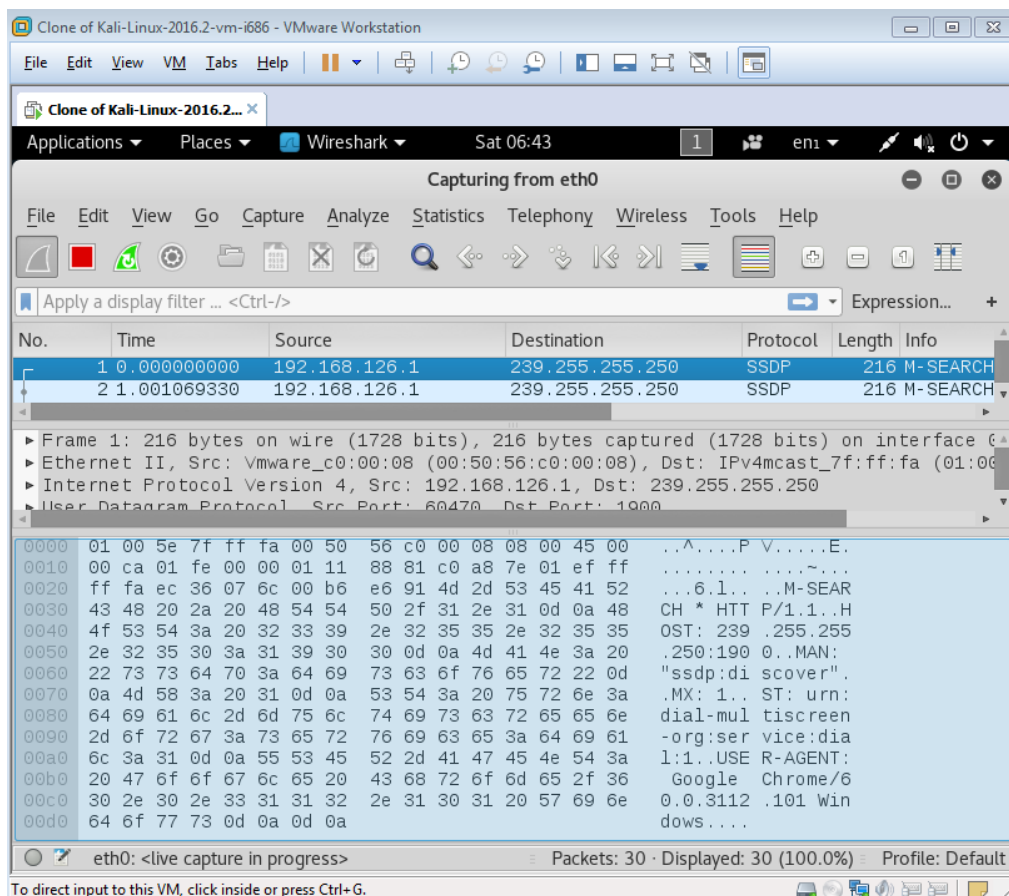 Clone of Kali-Linux-2016.2-vm-i686 - VMware Workstation
File Edit View VM Tabs Help
Clone of Kali-Linux-2016.2...
Applications Places Wireshark Sat 06:43 1 en1
Capturing from eth0
File Edit View Go Capture Analyze Statistics Telephony Wireless Tools Help
Apply a display filter ... <Ctrl-/> Expression... +
No. Time Source Destination Protocol Length Info
1 0.000000000 192.168.126.1 239.255.255.250 SSDP 216 M-SEARCH
2 1.001069330 192.168.126.1 239.255.255.250 SSDP 216 M-SEARCH
Frame 1: 216 bytes on wire (1728 bits), 216 bytes captured (1728 bits) on interface
Ethernet II, Src: Vmware_c0:00:08 (00:50:56:c0:00:08), Dst: IPv4mcast_7f:ff:fa (01:00
Internet Protocol Version 4, Src: 192.168.126.1, Dst: 239.255.255.250
User Datagram Protocol, Src Port: 60470, Dst Port: 1900
0000 01 00 5e 7f ff fa 00 50 56 c0 00 08 08 00 45 00 ..^....P V.....E.
0010 00 ca 01 fe 00 00 01 11 88 81 c0 a8 7e 01 ef ff ........ ....~...
0020 ff fa ec 36 07 6c 00 b6 e6 91 4d 2d 53 45 41 52 ...6.l.. ..M-SEAR
0030 43 48 20 2a 20 48 54 54 50 2f 31 2e 31 0d 0a 48 CH * HTT P/1.1..H
0040 4f 53 54 3a 20 32 33 39 2e 32 35 35 2e 32 35 35 OST: 239 .255.255
0050 2e 32 35 30 3a 31 39 30 30 0d 0a 4d 41 4e 3a 20 .250:190 0..MAN:
0060 22 73 73 64 70 3a 64 69 73 63 6f 76 65 72 22 0d "ssdp:di scover".
0070 0a 4d 58 3a 20 31 0d 0a 53 54 3a 20 75 72 6e 3a .MX: 1.. ST: urn:
0080 64 69 61 6c 2d 6d 75 6c 74 69 73 63 72 65 65 6e dial-mul tiscreen
0090 2d 6f 72 67 3a 73 65 72 76 69 63 65 3a 64 69 61 -org:ser vice:dia
00a0 6c 3a 31 0d 0a 55 53 45 52 2d 41 47 45 4e 54 3a l:1..USE R-AGENT:
00b0 20 47 6f 6f 67 6c 65 20 43 68 72 6f 6d 65 2f 36 Google Chrome/6
00c0 30 2e 30 2e 33 31 31 32 2e 31 30 31 20 57 69 6e 0.0.3112 .101 Win
00d0 64 6f 77 73 0d 0a 0d 0a dows....
eth0: <live capture in progress> Packets: 30 · Displayed: 30 (100.0%) Profile: Default
To direct input to this VM, click inside or press Ctrl+G.